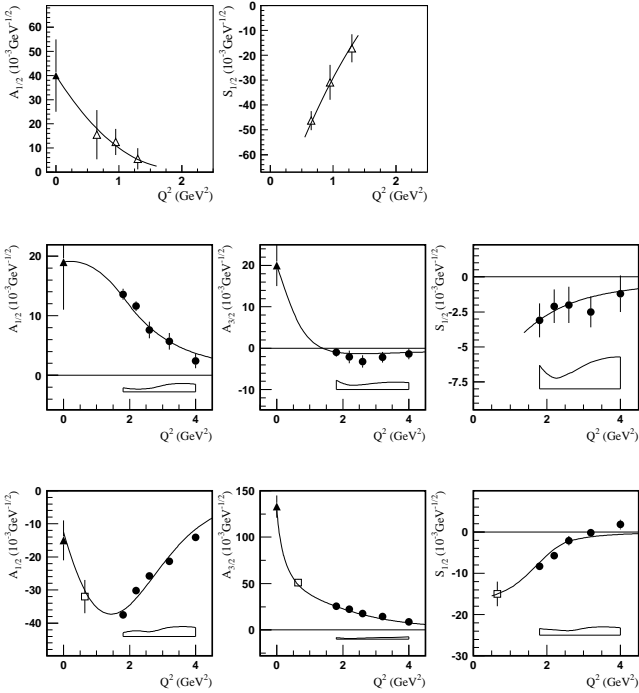 A1/2 (10-3GeV-1/2)
60
50
40
30
20
10
0
0 1 2
Q2 (GeV2)
S1/2 (10-3GeV-1/2)
0
-10
-20
-30
-40
-50
-60
0 1 2
Q2 (GeV2)
A1/2 (10-3GeV-1/2)
20
10
0
0 2 4
Q2 (GeV2)
A3/2 (10-3GeV-1/2)
20
10
0
-10
0 2 4
Q2 (GeV2)
S1/2 (10-3GeV-1/2)
0
-2.5
-5
-7.5
0 2 4
Q2 (GeV2)
A1/2 (10-3GeV-1/2)
0
-10
-20
-30
-40
0 2 4
Q2 (GeV2)
A3/2 (10-3GeV-1/2)
150
100
50
0
0 2 4
Q2 (GeV2)
S1/2 (10-3GeV-1/2)
0
-10
-20
-30
0 2 4
Q2 (GeV2)